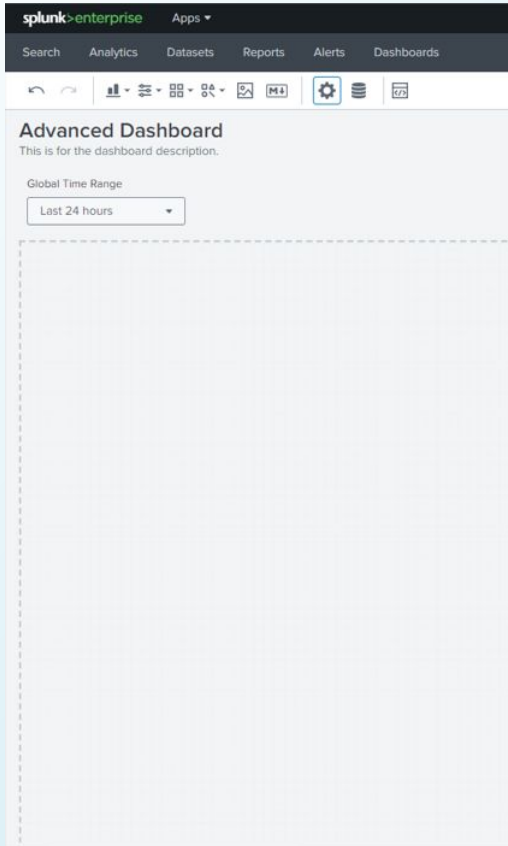 splunk>enterprise Apps
Search Analytics Datasets Reports Alerts Dashboards
M↓
</>
Advanced Dashboard
This is for the dashboard description.
Global Time Range
Last 24 hours